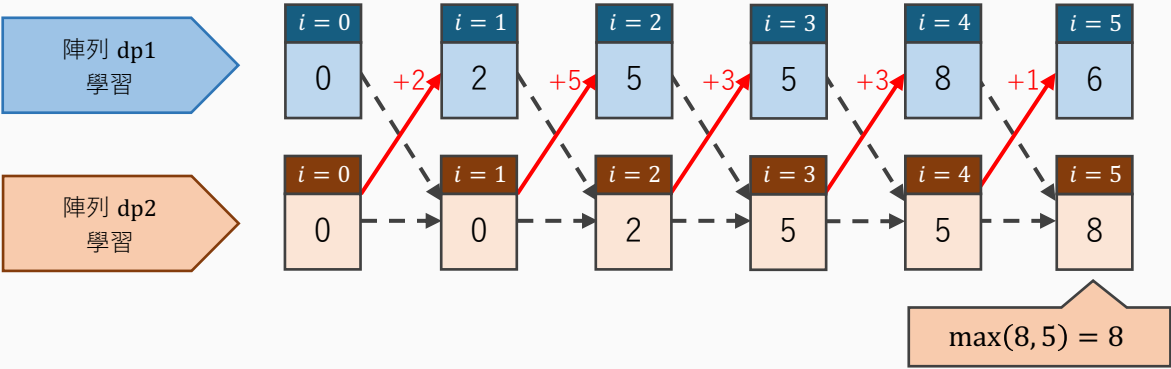 陣列 dp1
學習
i = 0
i = 1
i = 2
i = 3
i = 4
i = 5
0
+2
2
+5
5
+3
5
+3
8
+1
6
陣列 dp2
學習
i = 0
i = 1
i = 2
i = 3
i = 4
i = 5
0
0
2
5
5
8
max(8, 5) = 8